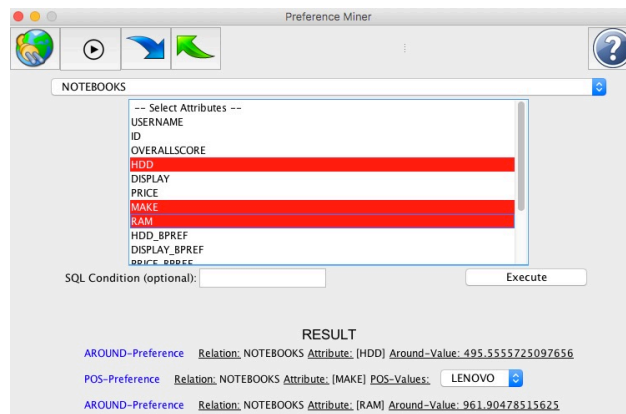 Preference Miner
NOTEBOOKS
-- Select Attributes --
USERNAME
ID
OVERALLSCORE
HDD
DISPLAY
PRICE
MAKE
RAM
HDD_BPREF
DISPLAY_BPREF
PRICE_BPREF
SQL Condition (optional):
Execute
RESULT
AROUND-Preference Relation: NOTEBOOKS Attribute: [HDD] Around-Value: 495.5555725097656
POS-Preference Relation: NOTEBOOKS Attribute: [MAKE] POS-Values: LENOVO
AROUND-Preference Relation: NOTEBOOKS Attribute: [RAM] Around-Value: 961.90478515625